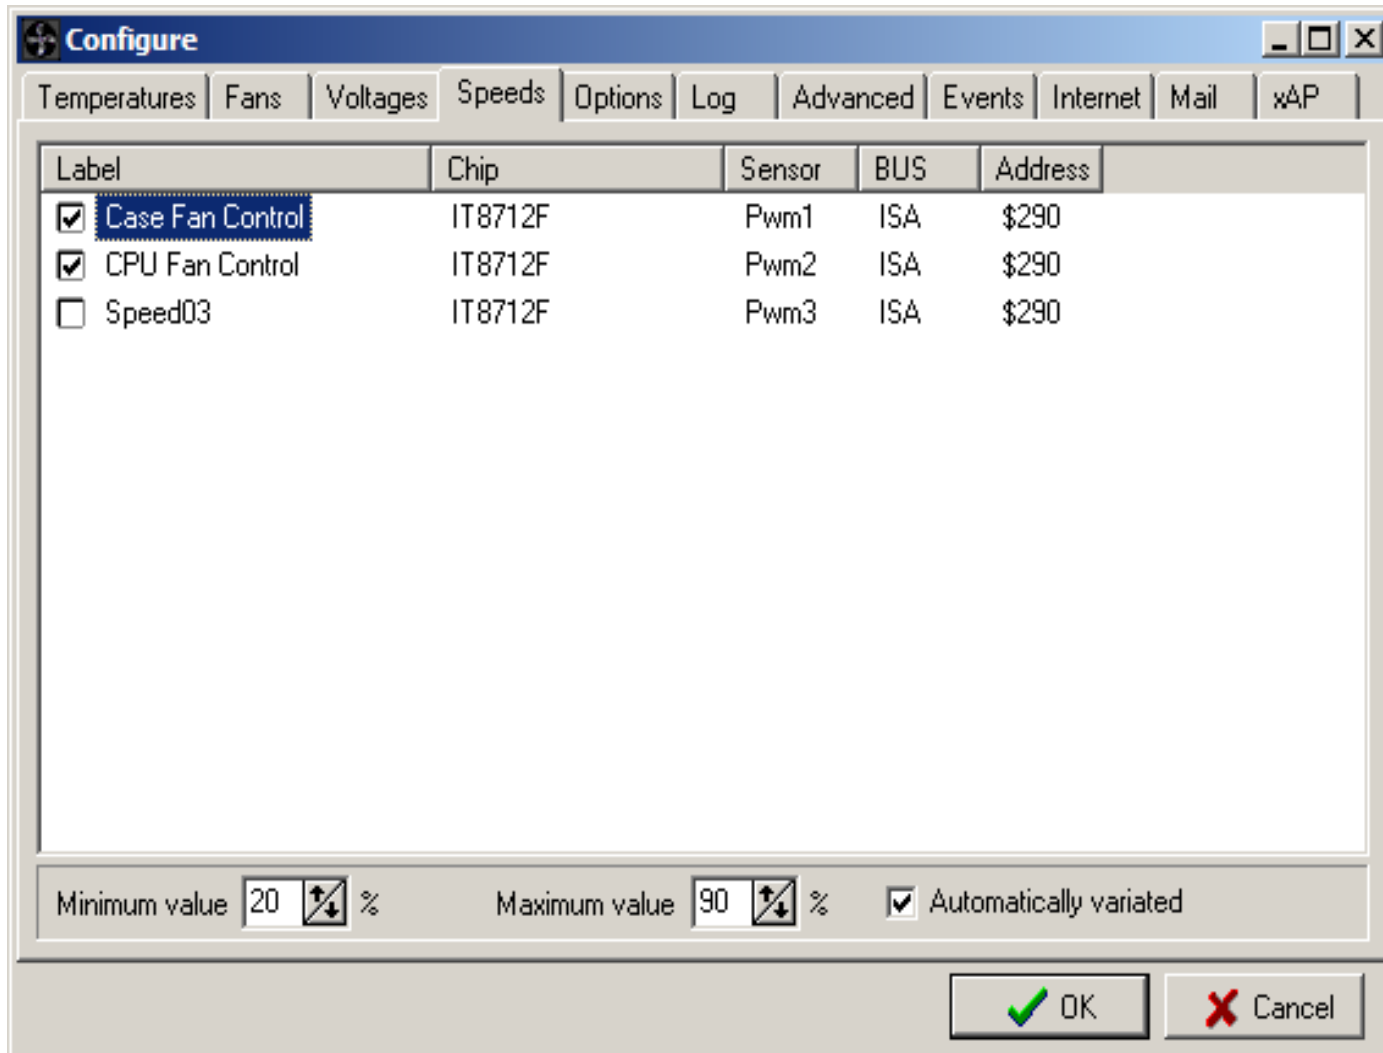 Configure
Temperatures Fans Voltages Speeds Options Log Advanced Events Internet Mail xAP
Label Chip Sensor BUS Address
Case Fan Control IT8712F Pwm1 ISA $290
CPU Fan Control IT8712F Pwm2 ISA $290
Speed03 IT8712F Pwm3 ISA $290
Minimum value 20 % Maximum value 90 % Automatically variated
OK Cancel